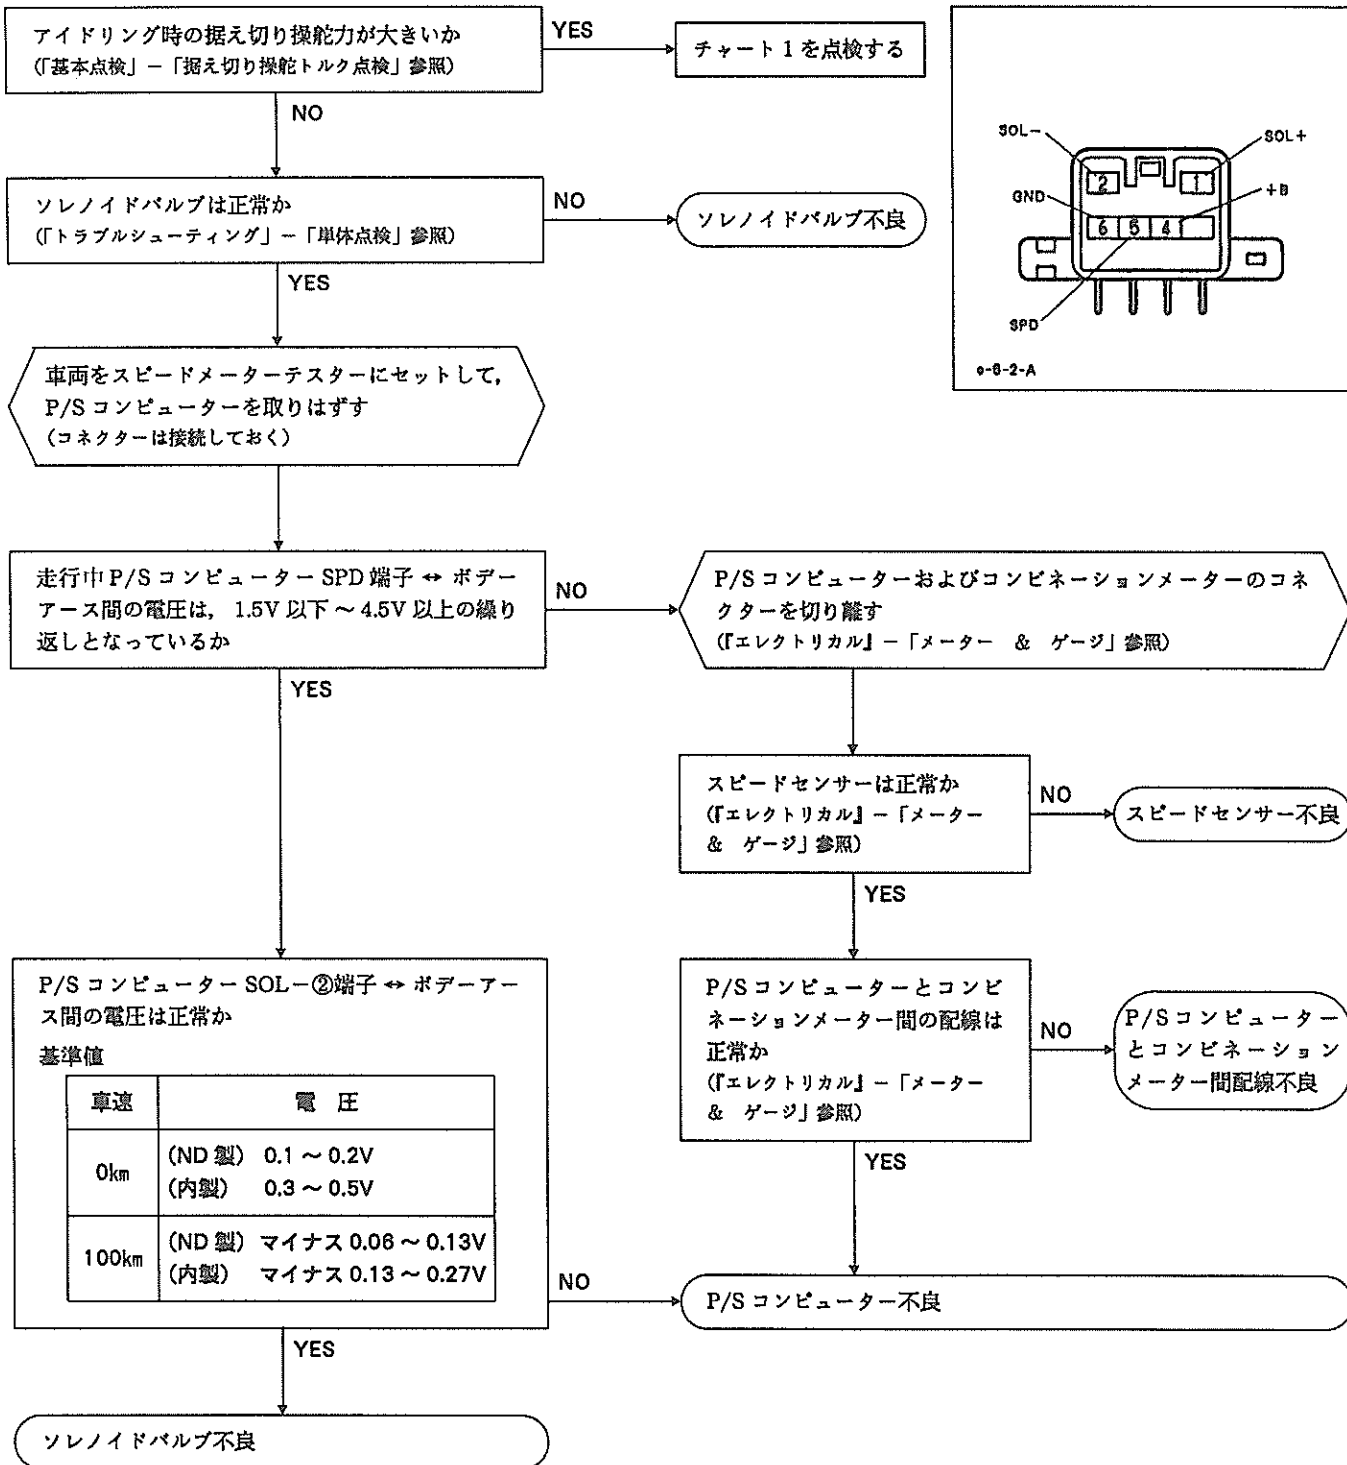 アイドリング時の据え切り操舵力が大きいか
(「基本点検」-「据え切り操舵トルク点検」参照)
YES
チャート1を点検する
NO
SOL-
SOL+
2
1
GND
+B
6
5
4
SPD
e-6-2-A
ソレノイドバルブは正常か
(「トラブルシューティング」-「単体点検」参照)
NO
ソレノイドバルブ不良
YES
車両をスピードメーターテスターにセットして,
P/Sコンピューターを取りはずす
(コネクターは接続しておく)
走行中P/SコンピューターSPD端子↔ボデー
アース間の電圧は, 1.5V以下~4.5V以上の繰り
返しとなっているか
NO
P/Sコンピューターおよびコンビネーションメーターのコネ
クターを切り離す
(『エレクトリカル』-「メーター & ゲージ」参照)
YES
スピードセンサーは正常か
(『エレクトリカル』-「メーター
& ゲージ」参照)
NO
スピードセンサー不良
YES
P/Sコンピューターとコンビ
ネーションメーター間の配線は
正常か
(『エレクトリカル』-「メーター
& ゲージ」参照)
NO
P/Sコンピューター
とコンビネーション
メーター間配線不良
YES
P/SコンピューターSOL-②端子↔ボデーアー
ス間の電圧は正常か
基準値
車速 電 圧
0km (ND製) 0.1~0.2V
(内製) 0.3~0.5V
100km (ND製) マイナス0.06~0.13V
(内製) マイナス0.13~0.27V
NO
P/Sコンピューター不良
YES
ソレノイドバルブ不良